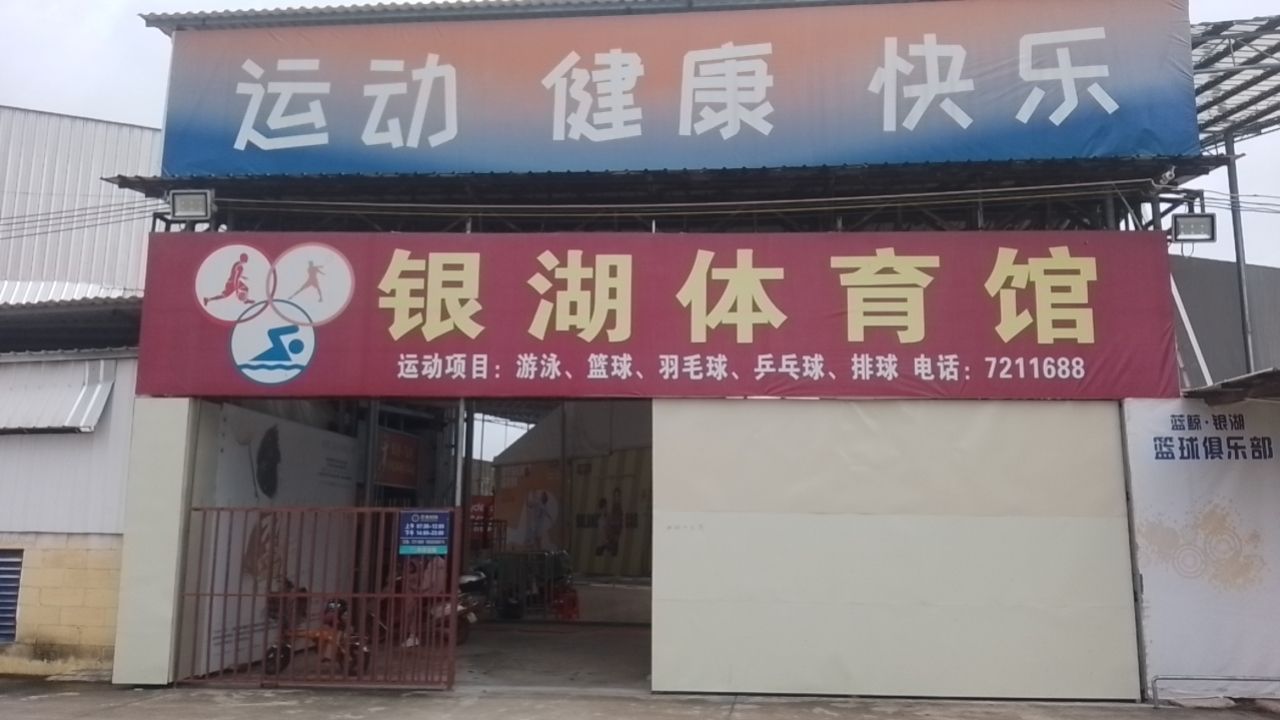 运动 健康 快乐
银湖体育馆
运动项目：游泳、篮球、羽毛球、乒乓球、排球 电话：7211688
蓝鲸·银湖
篮球俱乐部